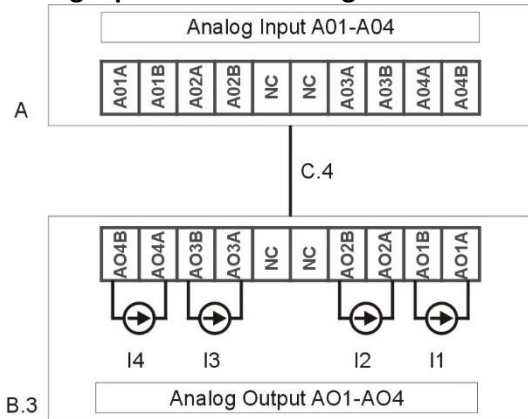 Analog Input A01-A04
A01A A01B A02A A02B NC NC A03A A03B A04A A04B
A
C.4
AO4B AO4A AO3B AO3A NC NC AO2B AO2A AO1B AO1A
I4 I3 I2 I1
Analog Output AO1-AO4
B.3